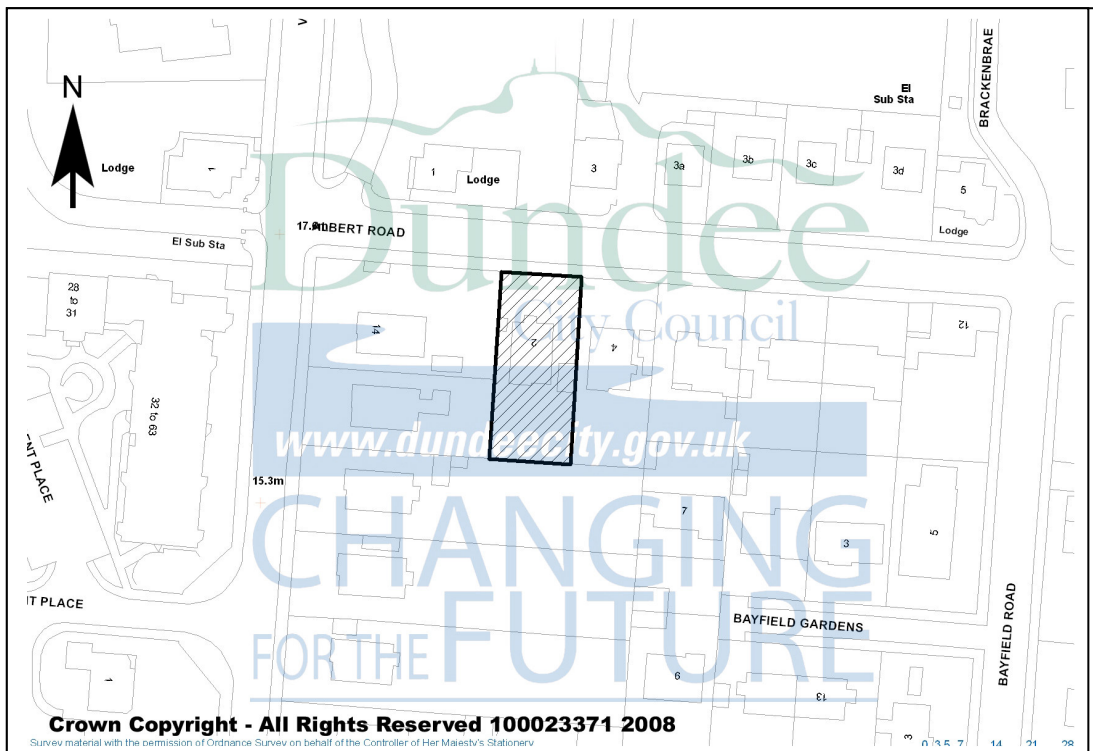 N
BRACKENBRAE
El
Sub Sta
Lodge
1
1
Lodge
3
3a
3b
3c
3d
5
Lodge
17.
ALBERT ROAD
El Sub Sta
Dundee
City Council
28
to
31
14
2
4
12
32 to 63
www.dundeecity.gov.uk
NT PLACE
15.3m
CHANGING
FOR THE FUTURE
7
3
5
BAYFIELD GARDENS
BAYFIELD ROAD
NT PLACE
1
9
13
3
Crown Copyright - All Rights Reserved 100023371 2008
Survey material with the permission of Ordnance Survey on behalf of the Controller of Her Majesty's Stationery
0 3.5 7 14 21 28